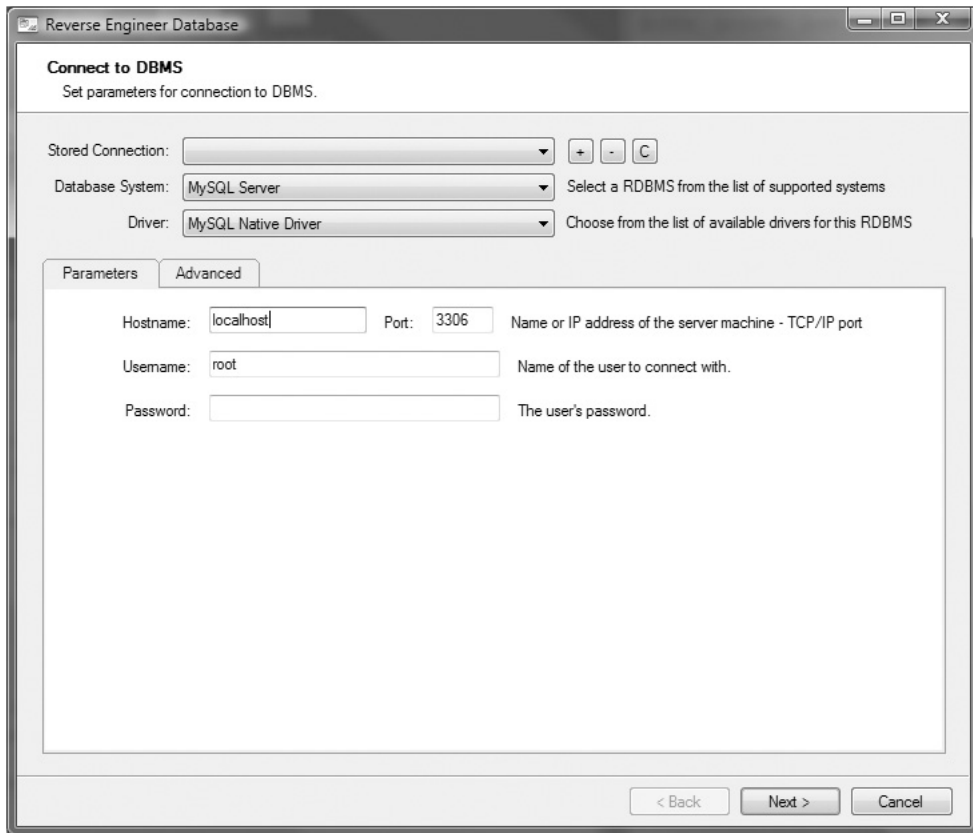 Reverse Engineer Database
Connect to DBMS
Set parameters for connection to DBMS.
Stored Connection: + - C
Database System: MySQL Server Select a RDBMS from the list of supported systems
Driver: MySQL Native Driver Choose from the list of available drivers for this RDBMS
Parameters Advanced
Hostname: localhost Port: 3306 Name or IP address of the server machine - TCP/IP port
Username: root Name of the user to connect with.
Password: The user's password.
< Back Next > Cancel